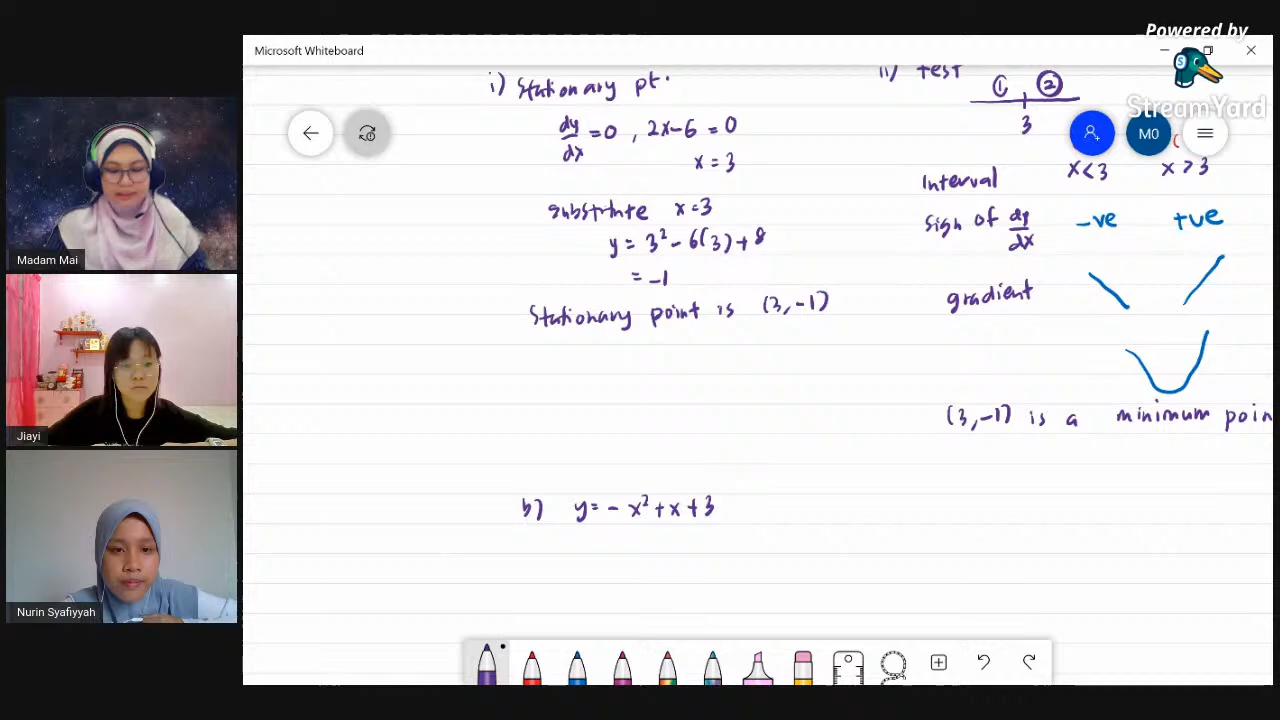 Powered by
StreamYard
Microsoft Whiteboard
i) Stationary pt.
dy/dx = 0 , 2x-6 = 0
x = 3
substitute x=3
y = 3² - 6(3) + 8
= -1
Stationary point is (3, -1)
ii) test
① ②
3
M0
Interval x<3 x>3
sign of dy/dx -ve +ve
gradient
(3, -1) is a minimum poin
b) y= - x² + x + 3
Madam Mai
Jiayi
Nurin Syafiyyah